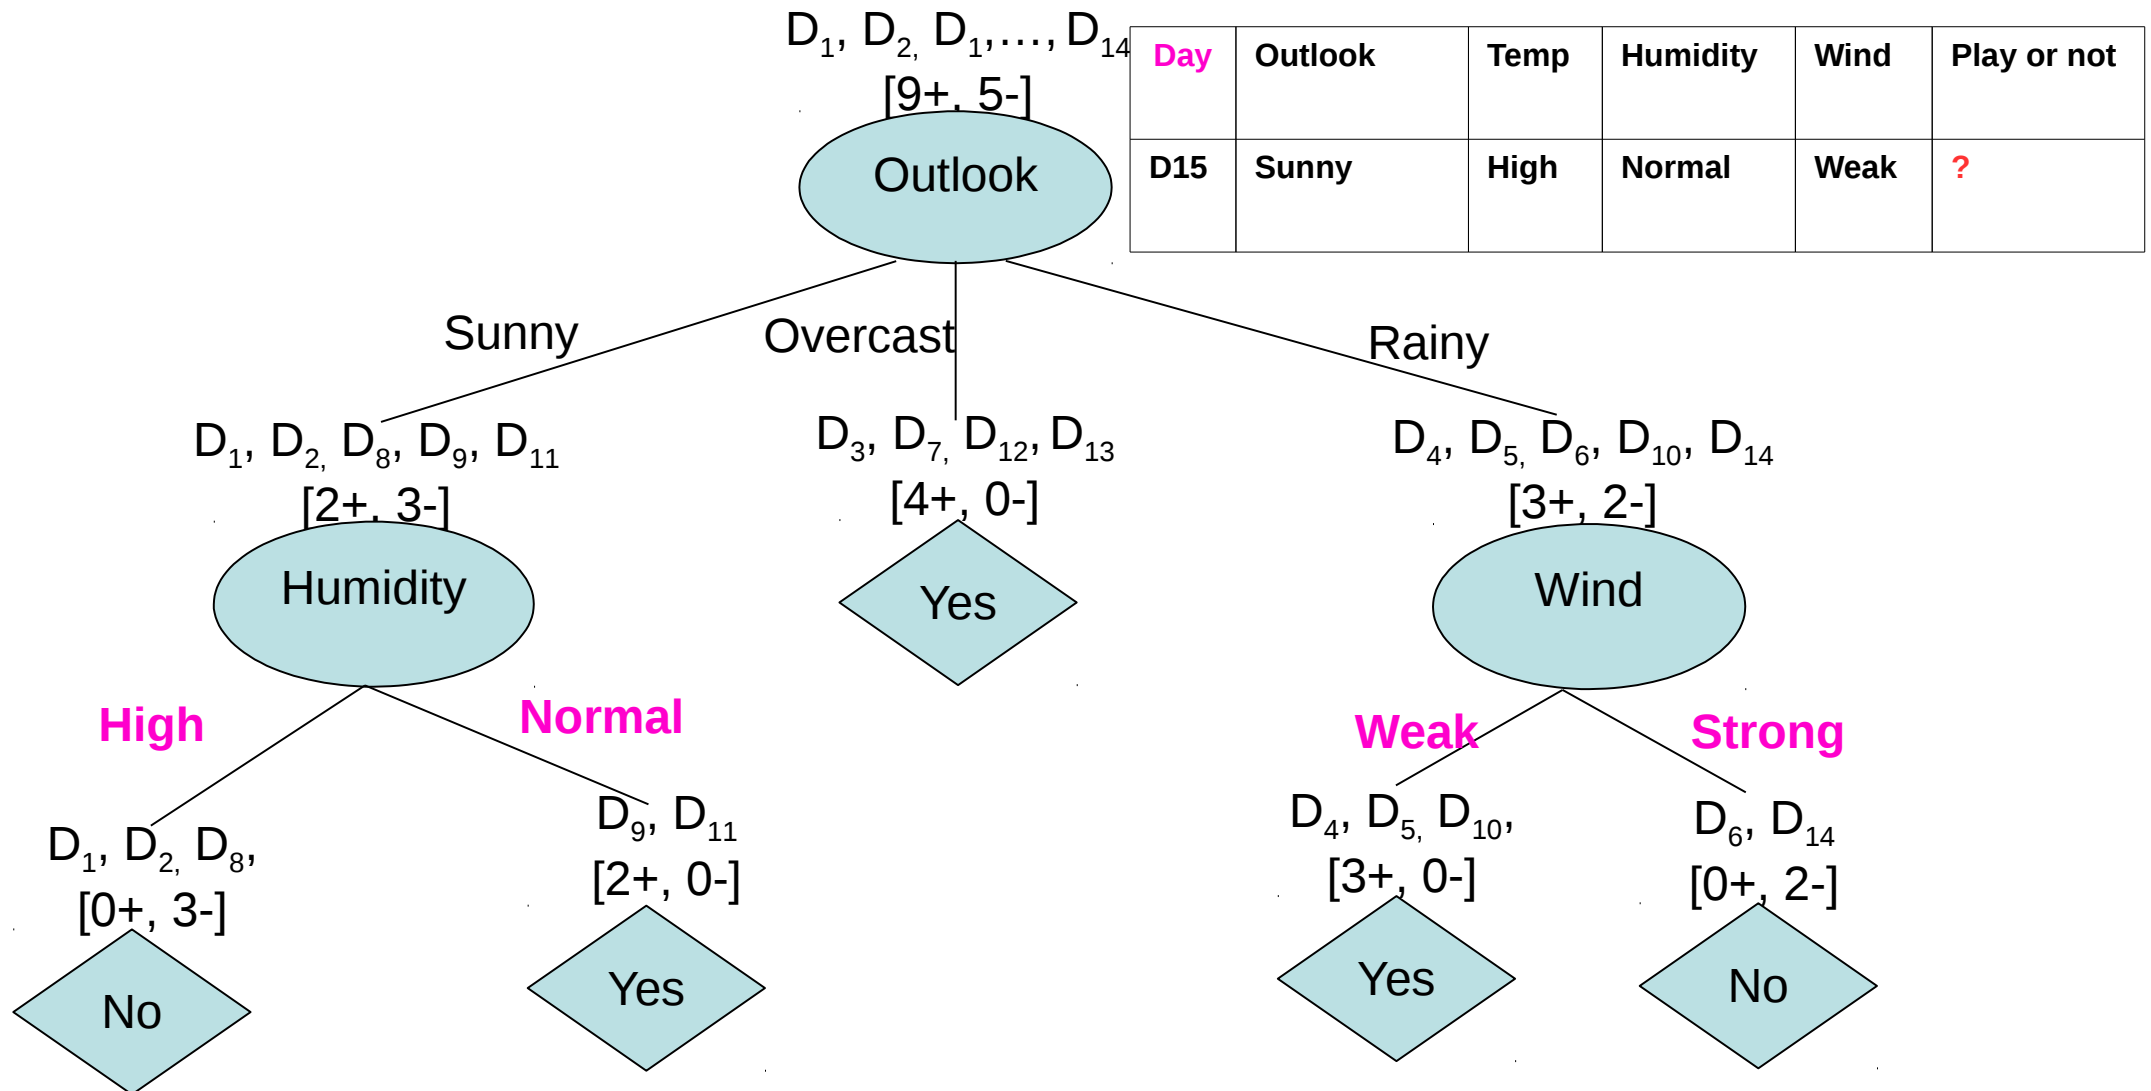 D1, D2, D1,…, D14
[9+, 5-]
Outlook
Day Outlook Temp Humidity Wind Play or not
D15 Sunny High Normal Weak ?
Sunny Overcast Rainy
D1, D2, D8, D9, D11
[2+, 3-]
Humidity
D3, D7, D12, D13
[4+, 0-]
Yes
D4, D5, D6, D10, D14
[3+, 2-]
Wind
High Normal
Weak Strong
D1, D2, D8,
[0+, 3-]
No
D9, D11
[2+, 0-]
Yes
D4, D5, D10,
[3+, 0-]
Yes
D6, D14
[0+, 2-]
No